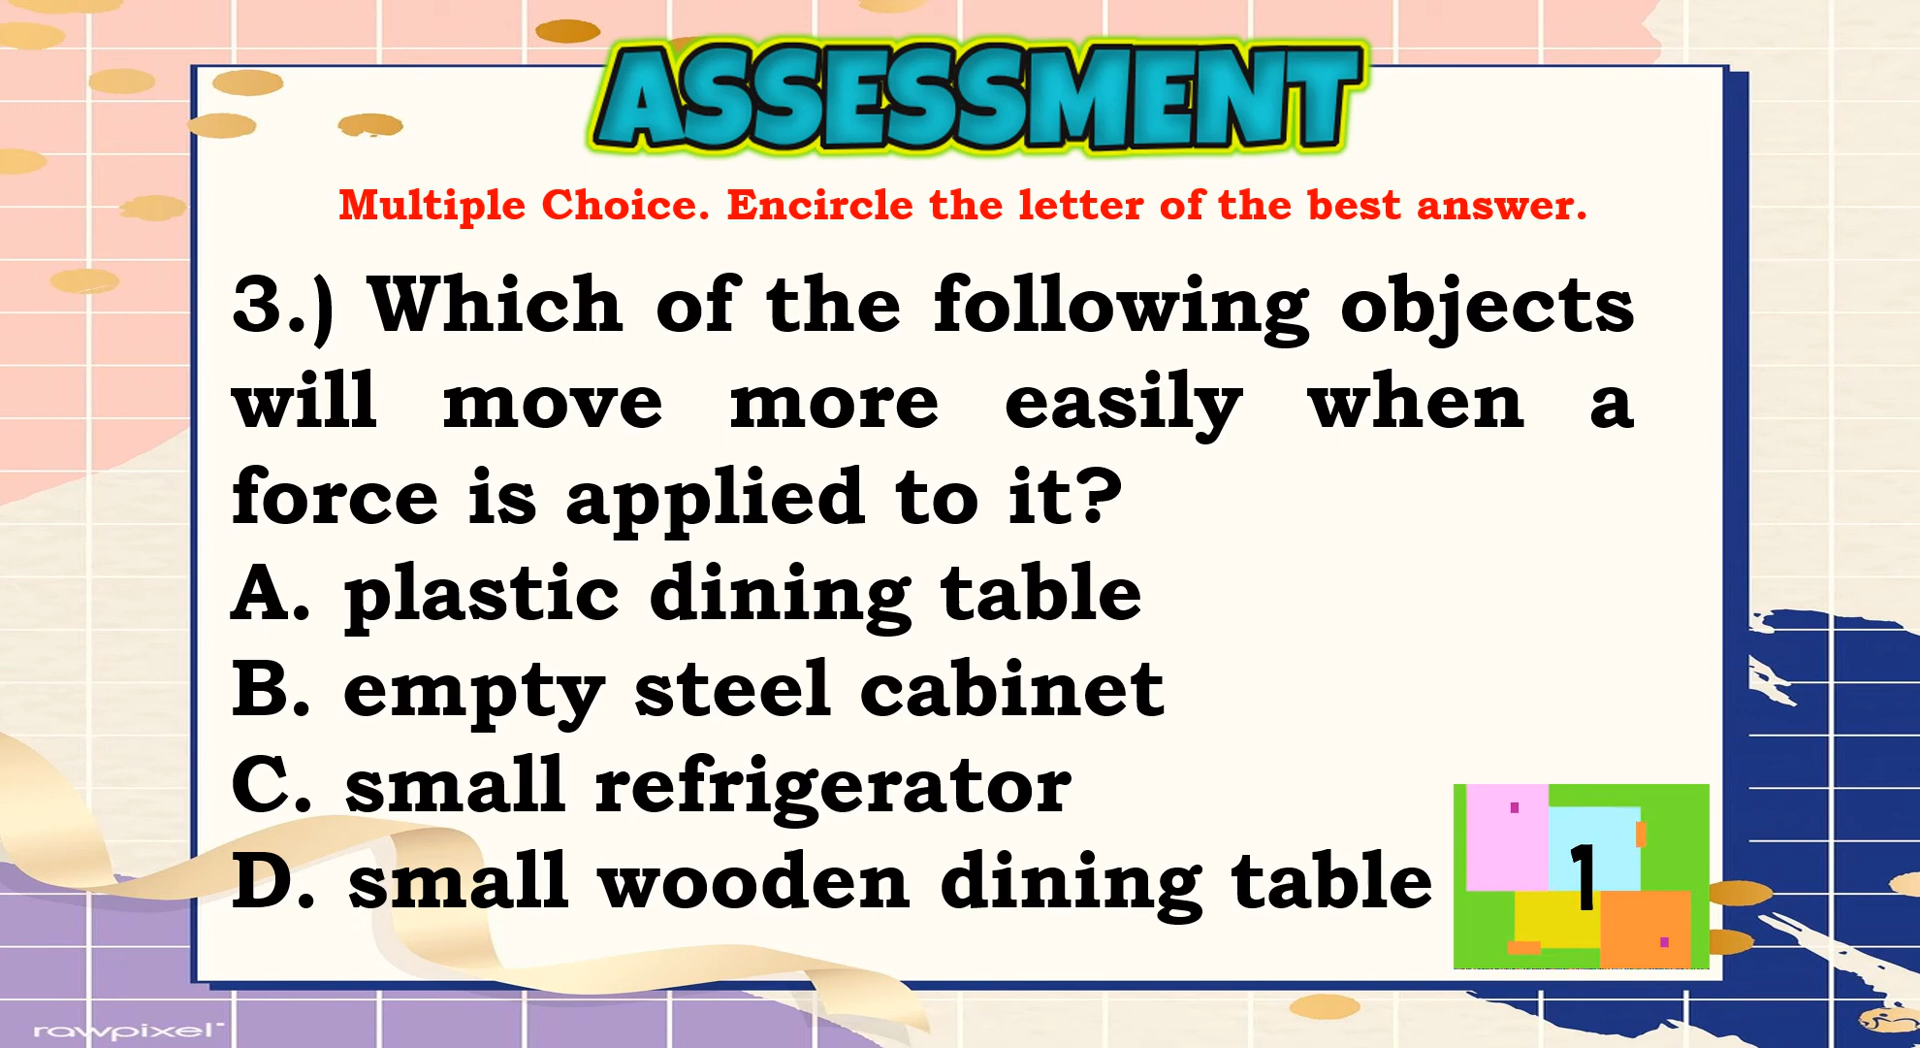 ASSESSMENT
Multiple Choice. Encircle the letter of the best answer.
3.) Which of the following objects
will move more easily when a
force is applied to it?
A. plastic dining table
B. empty steel cabinet
C. small refrigerator
D. small wooden dining table
1
rawpixel